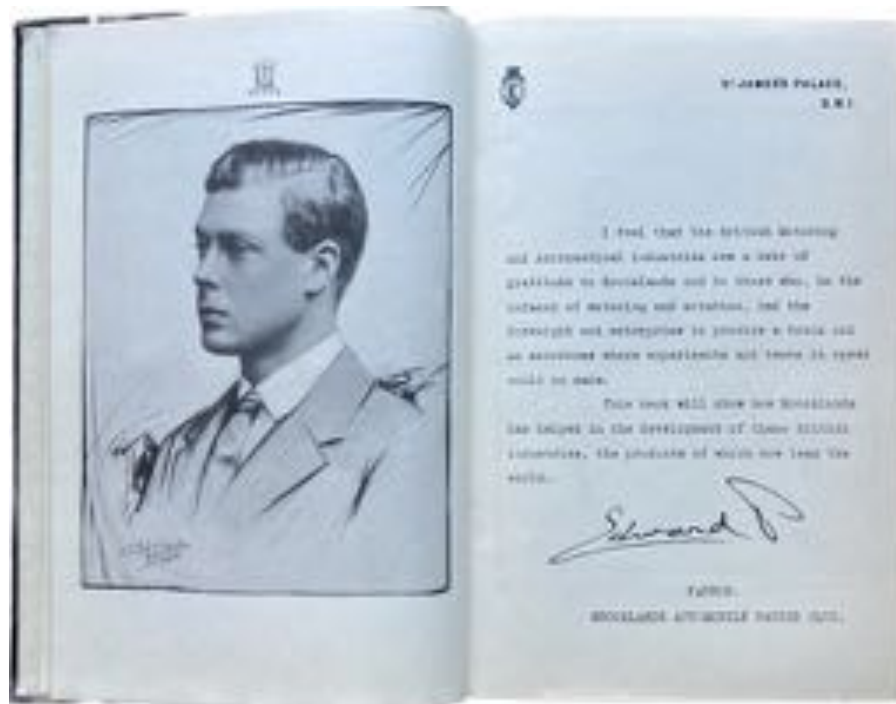 ST JAMES'S PALACE,
S.W.1
I feel that the British Motoring
and aeronautical industries owe a debt of
gratitude to Brooklands and to those who, in the
infancy of motoring and aviation, had the
foresight and enterprise to produce a track and
an aerodrome where experiments and tests in speed
could be made.
This book will show how Brooklands
has helped in the development of these British
industries, the products of which now lead the
world.
Edward P
PATRON.
BROOKLANDS AUTOMOBILE RACING CLUB.